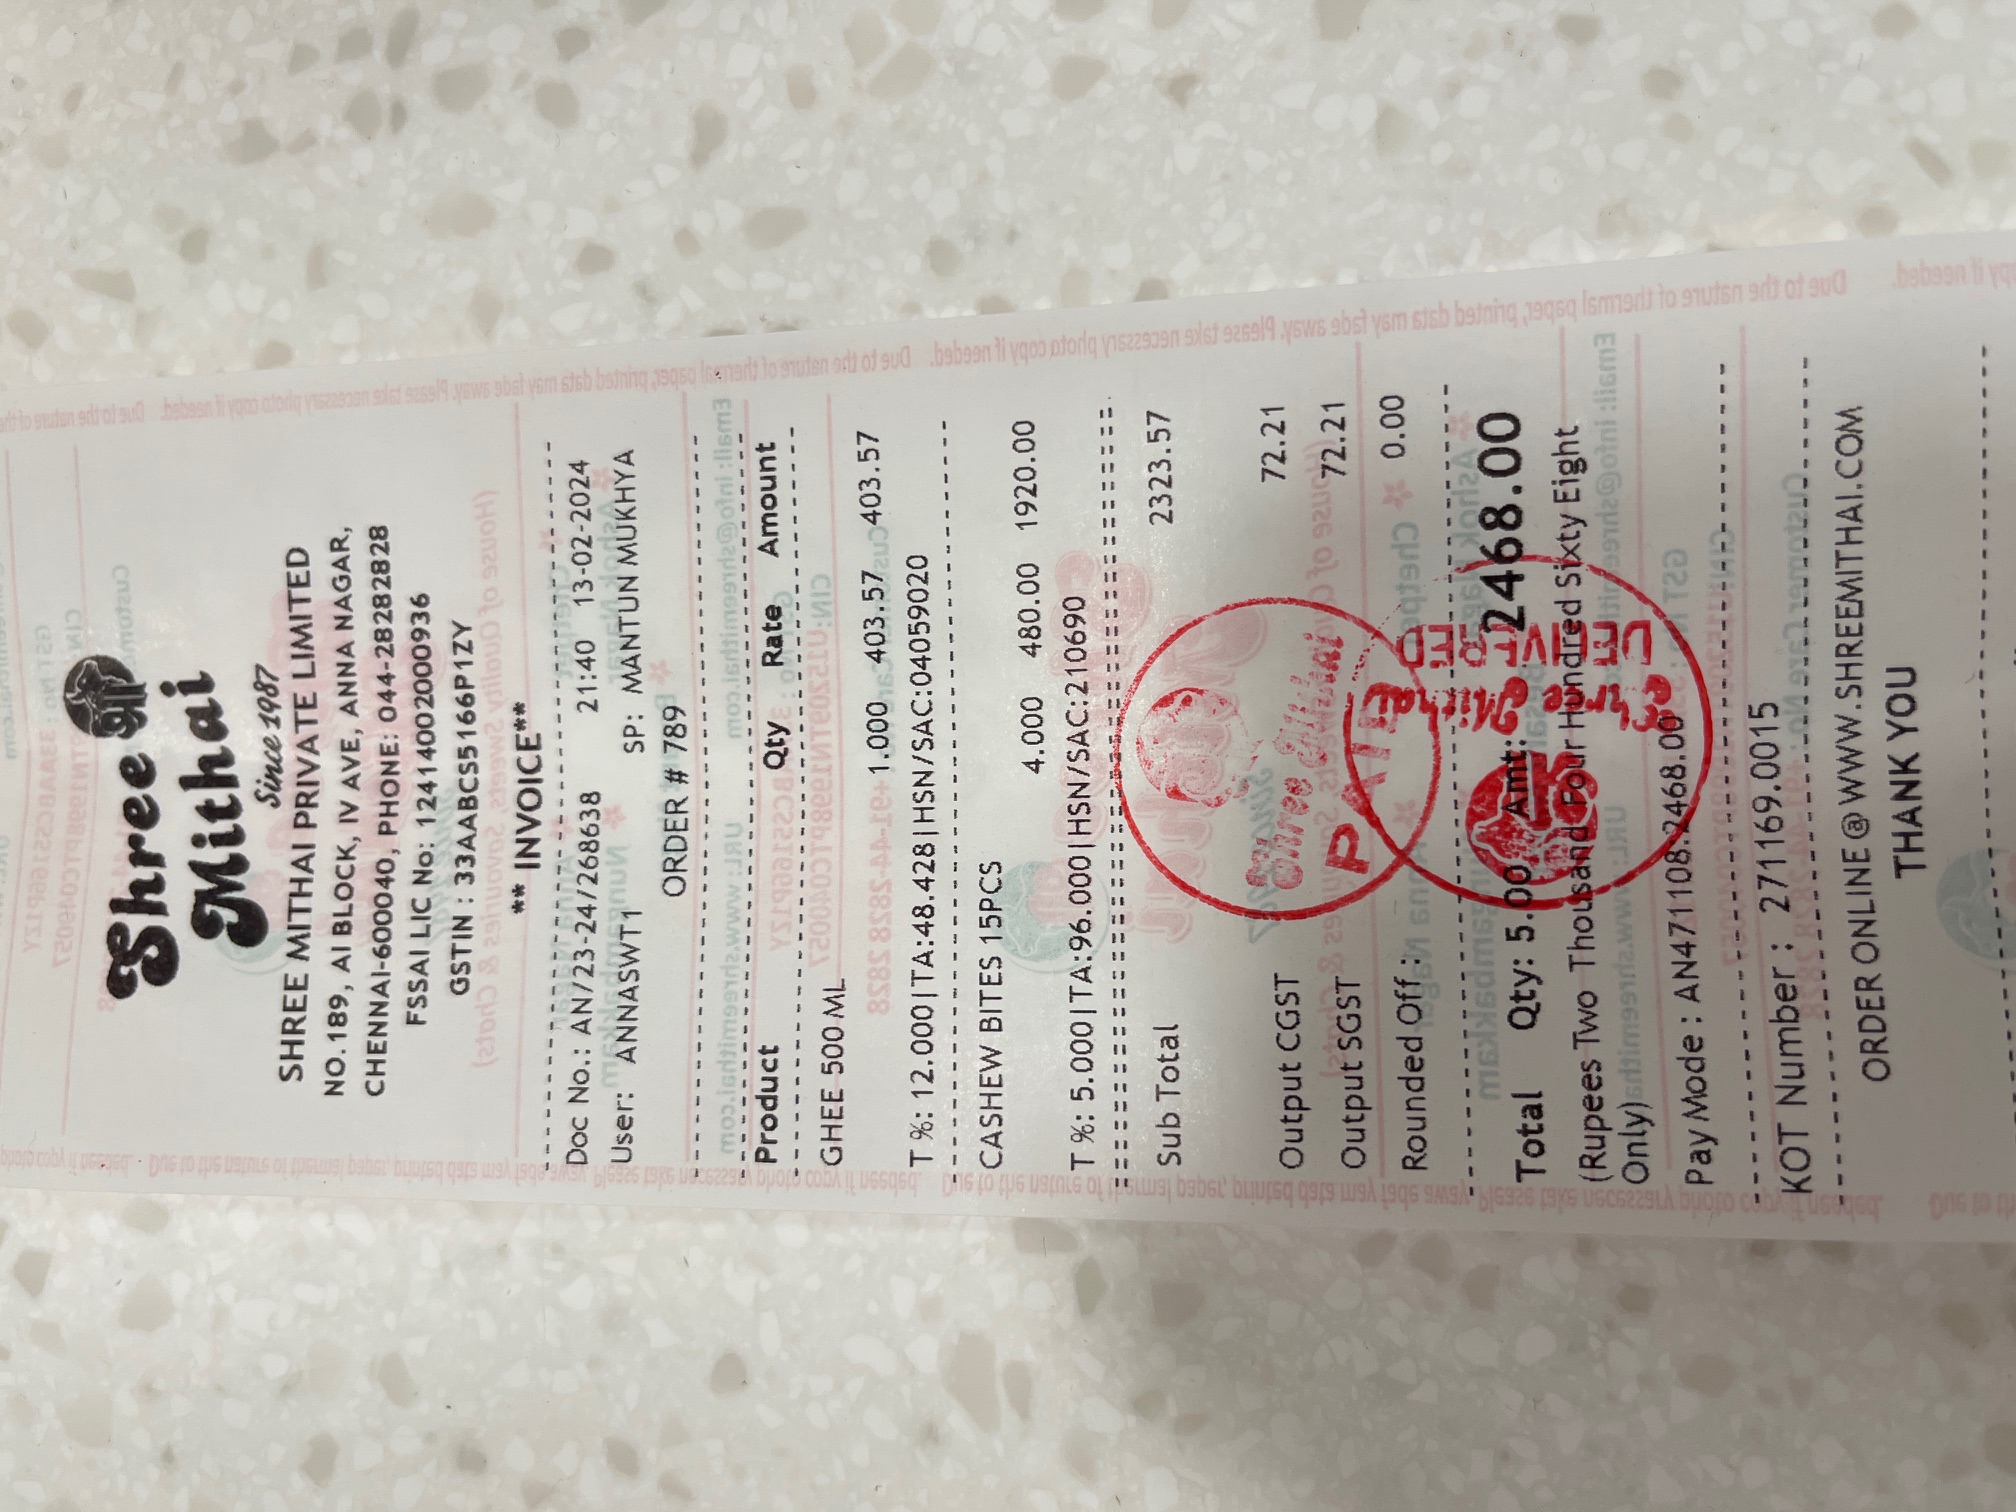 Shree
श्री
Mithai
Since 1987
SHREE MITHAI PRIVATE LIMITED
NO.189, AI BLOCK, IV AVE, ANNA NAGAR,
CHENNAI-600040, PHONE: 044-28282828
FSSAI LIC No: 12414002000936
GSTIN : 33AABCS5166P1ZY
** INVOICE**
Doc No.: AN/23-24/268638 21:40 13-02-2024
User: ANNASWT1 SP: MANTUN MUKHYA
ORDER # 789
Product Qty Rate Amount
GHEE 500 ML
1.000 403.57 403.57
T %: 12.000|TA:48.428|HSN/SAC:04059020
CASHEW BITES 15PCS
4.000 480.00 1920.00
T %: 5.000|TA:96.000|HSN/SAC:210690
Sub Total 2323.57
Output CGST 72.21
Output SGST 72.21
Rounded Off : 0.00
Total Qty: 5.00 Amt: 2468.00
(Rupees Two Thousand Four Hundred Sixty Eight
Only)
Pay Mode : AN471108:2468.00
KOT Number : 271169.0015
ORDER ONLINE @ WWW.SHREEMITHAI.COM
THANK YOU
PAID
Shree Mithai
DELIVERED
Due to the nature of thermal paper, printed data may fade away. Please take necessary photo copy if needed.